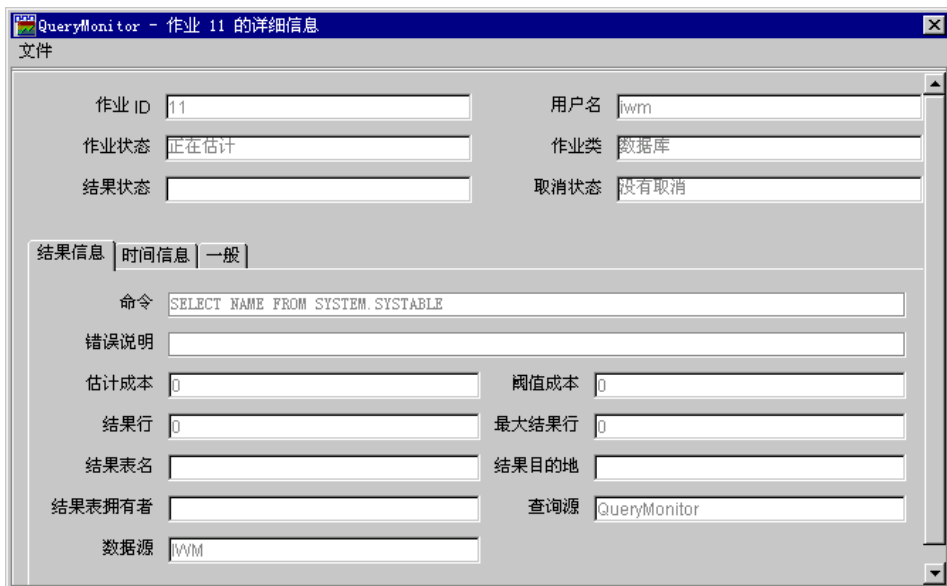 QueryMonitor - 作业 11 的详细信息
文件
作业 ID 11 用户名 iwm
作业状态 正在估计 作业类 数据库
结果状态 取消状态 没有取消
结果信息 时间信息 一般
命令 SELECT NAME FROM SYSTEM.SYSTABLE
错误说明
估计成本 0 阈值成本 0
结果行 0 最大结果行 0
结果表名 结果目的地
结果表拥有者 查询源 QueryMonitor
数据源 IWM